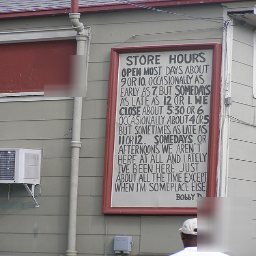 STORE HOURS
OPEN MOST DAYS ABOUT
9 OR 10. OCCASIONALLY AS
EARLY AS 7 BUT SOMEDAYS
AS LATE AS 12 OR 1. WE
CLOSE ABOUT 5:30 OR 6
OCCASIONALLY ABOUT 4 OR 5
BUT SOMETIMES AS LATE AS
11 OR 12. SOMEDAYS OR
AFTERNOONS WE AREN'T
HERE AT ALL AND LATELY
I'VE BEEN HERE JUST
ABOUT ALL THE TIME EXCEPT
WHEN I'M SOMEPLACE ELSE
BOBBY D.